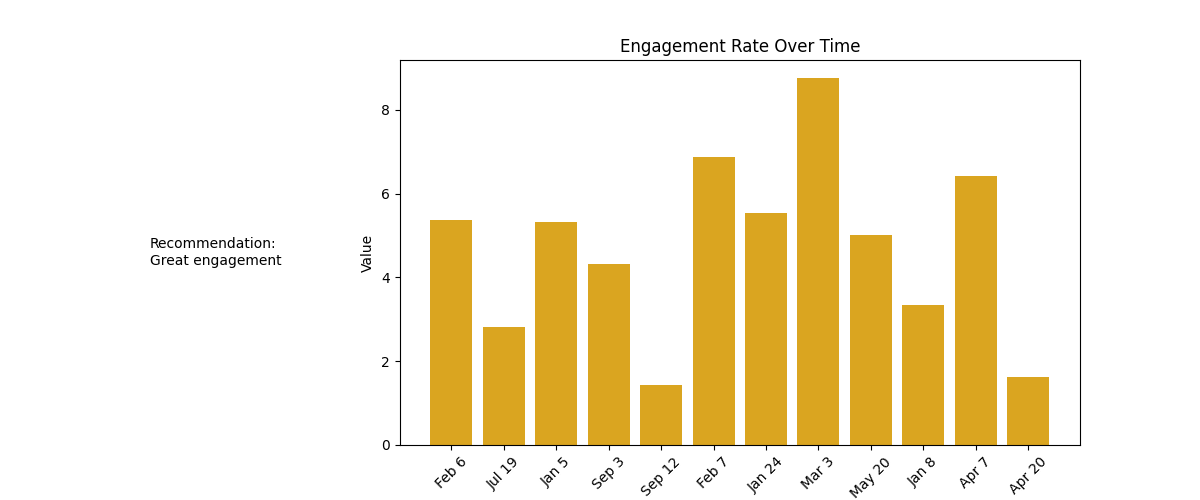 Engagement Rate Over Time
Recommendation:
Great engagement
Value
8
6
4
2
0
Feb 6
Jul 19
Jan 5
Sep 3
Sep 12
Feb 7
Jan 24
Mar 3
May 20
Jan 8
Apr 7
Apr 20